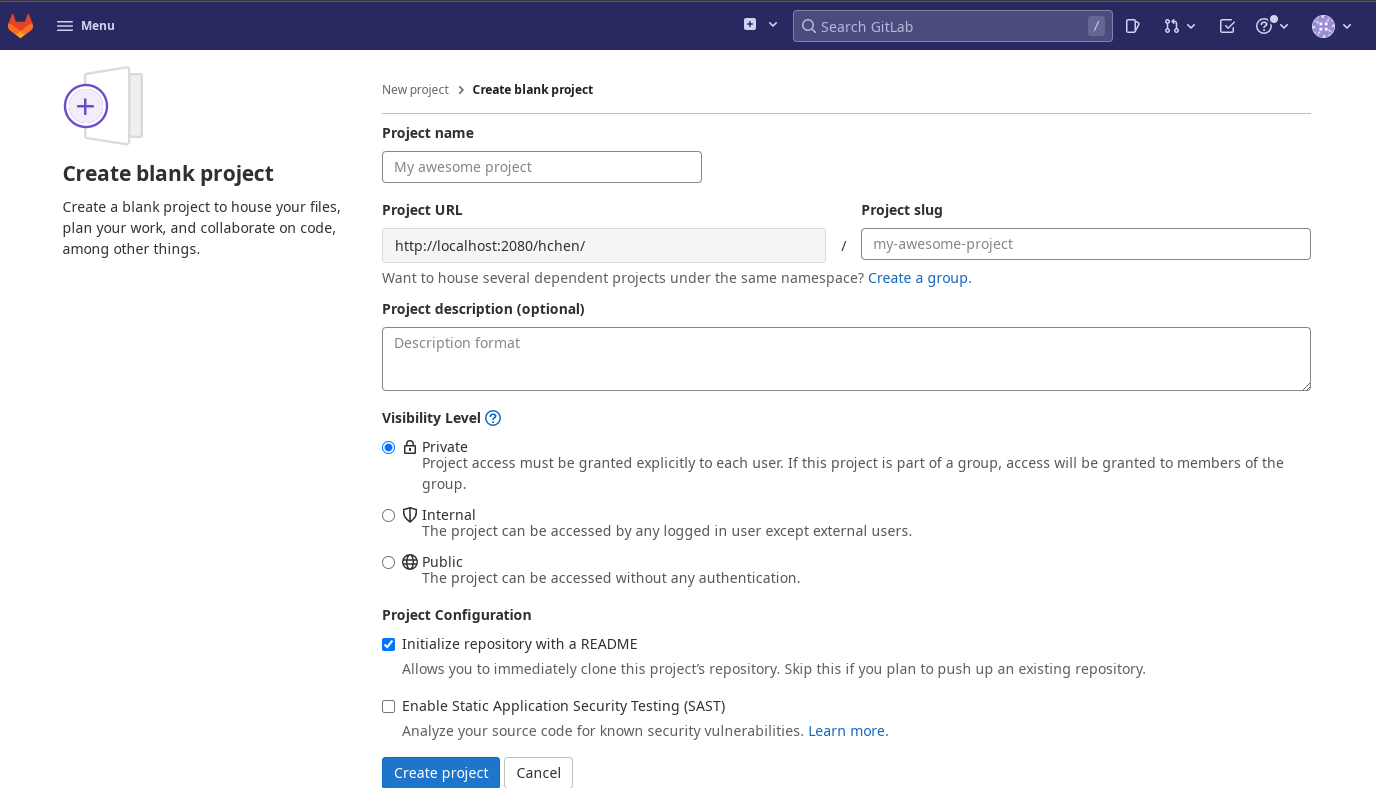 Menu
Search GitLab
/
Create blank project
Create a blank project to house your files,
plan your work, and collaborate on code,
among other things.
New project
Create blank project
Project name
My awesome project
Project URL
Project slug
http://localhost:2080/hchen/
/
my-awesome-project
Want to house several dependent projects under the same namespace? Create a group.
Project description (optional)
Description format
Visibility Level
Private
Project access must be granted explicitly to each user. If this project is part of a group, access will be granted to members of the
group.
Internal
The project can be accessed by any logged in user except external users.
Public
The project can be accessed without any authentication.
Project Configuration
Initialize repository with a README
Allows you to immediately clone this project’s repository. Skip this if you plan to push up an existing repository.
Enable Static Application Security Testing (SAST)
Analyze your source code for known security vulnerabilities. Learn more.
Create project
Cancel